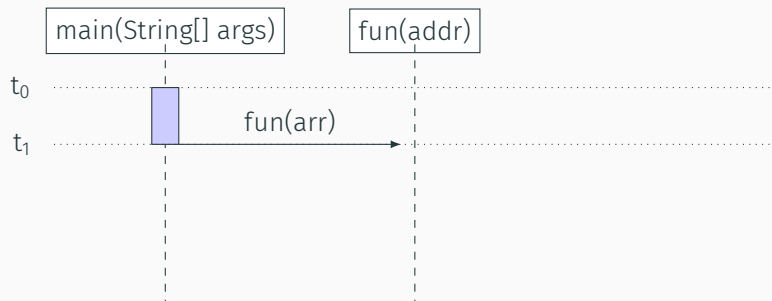 main(String[] args)
fun(addr)
t₀
fun(arr)
t₁